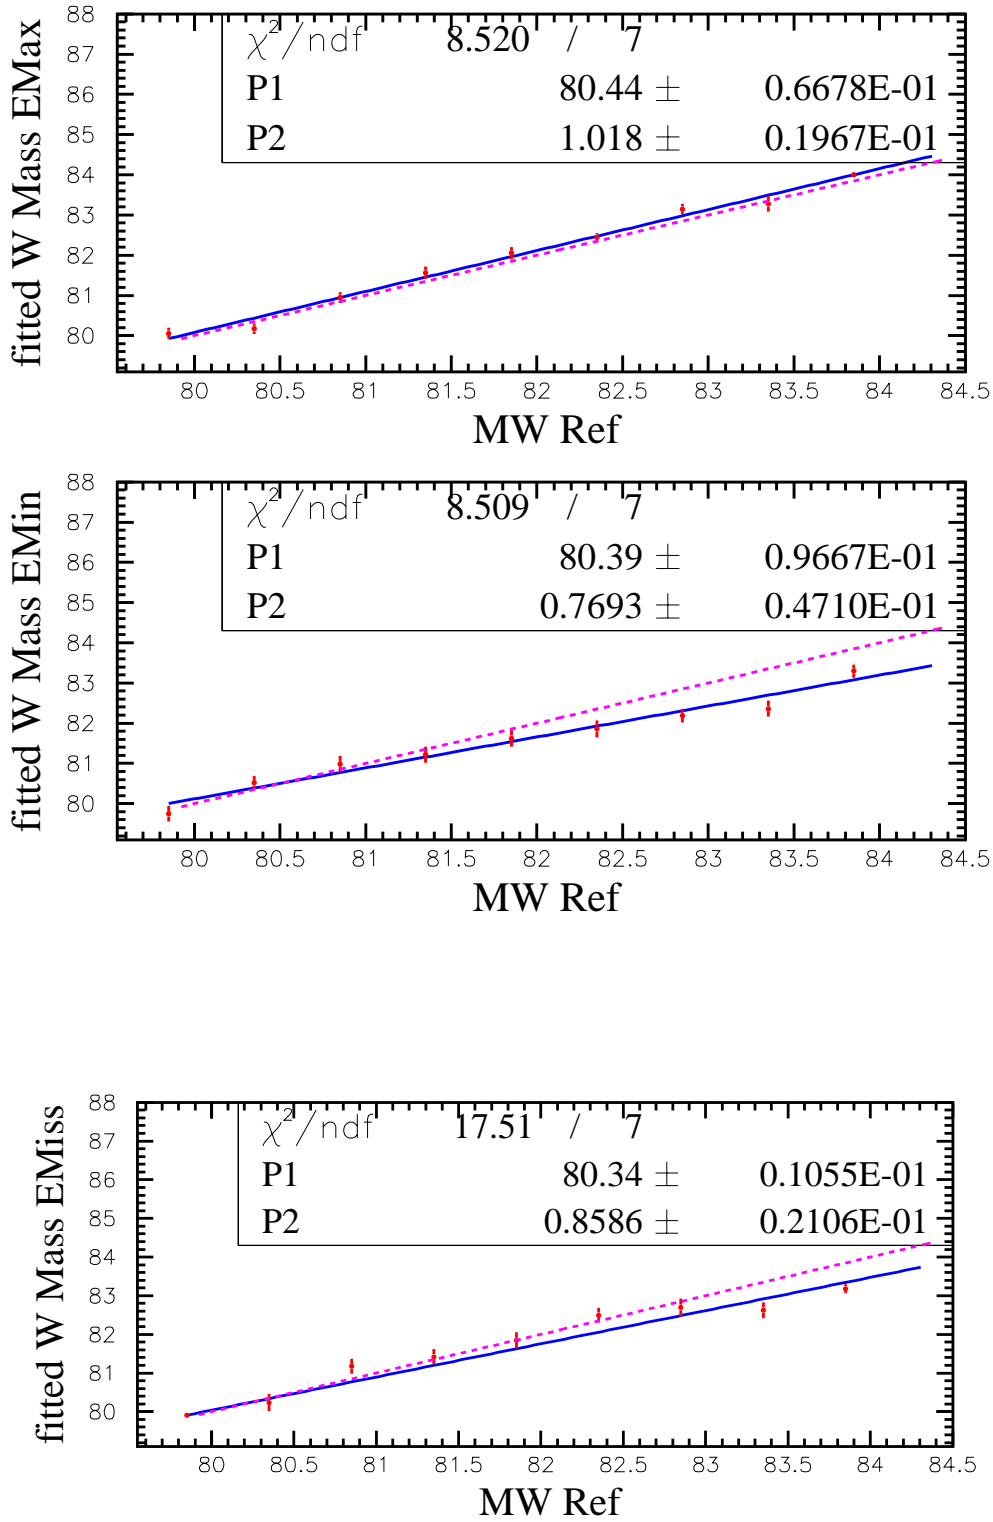 fitted W Mass EMax
88
87
86
85
84
83
82
81
80
χ²/ndf 8.520 / 7
P1 80.44 ± 0.6678E-01
P2 1.018 ± 0.1967E-01
80 80.5 81 81.5 82 82.5 83 83.5 84 84.5
MW Ref
fitted W Mass EMin
88
87
86
85
84
83
82
81
80
χ²/ndf 8.509 / 7
P1 80.39 ± 0.9667E-01
P2 0.7693 ± 0.4710E-01
80 80.5 81 81.5 82 82.5 83 83.5 84 84.5
MW Ref
fitted W Mass EMiss
88
87
86
85
84
83
82
81
80
χ²/ndf 17.51 / 7
P1 80.34 ± 0.1055E-01
P2 0.8586 ± 0.2106E-01
80 80.5 81 81.5 82 82.5 83 83.5 84 84.5
MW Ref